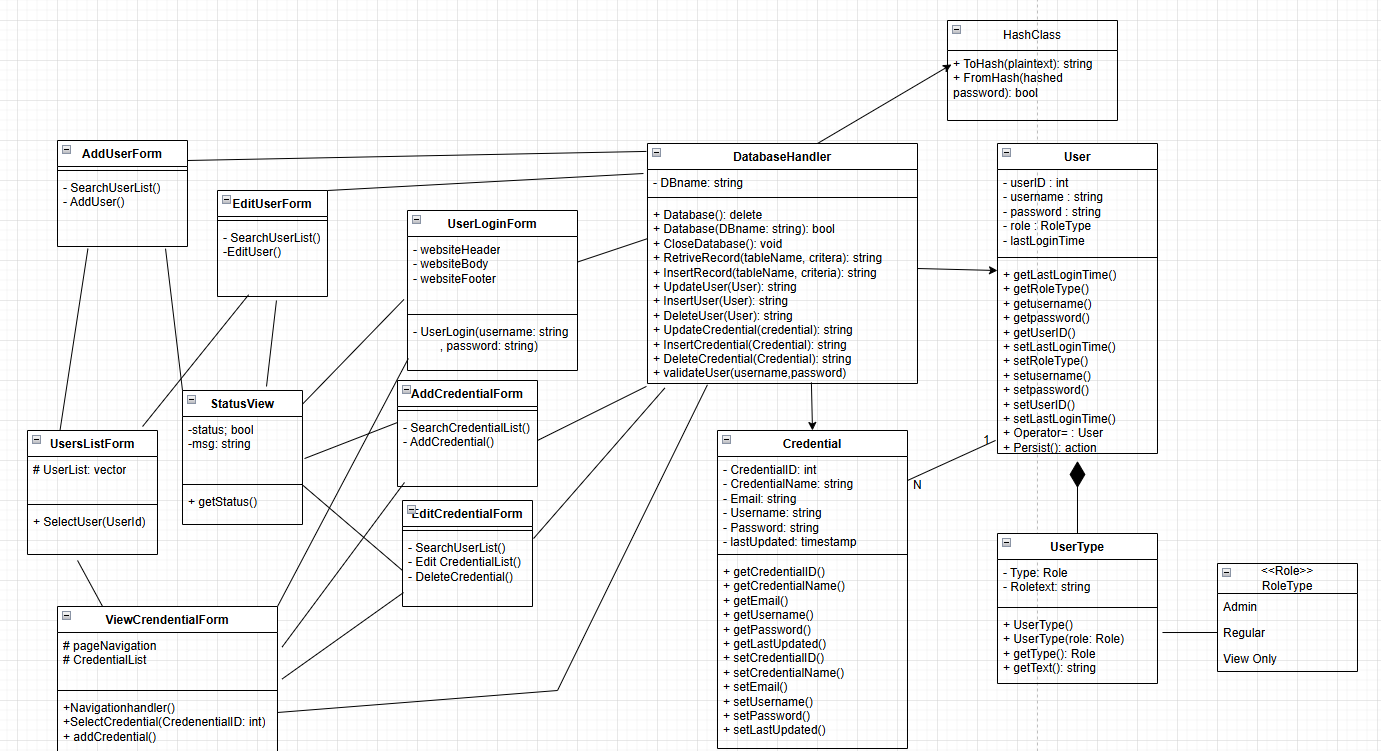 HashClass
+ ToHash(plaintext): string
+ FromHash(hashed
password): bool
AddUserForm
- SearchUserList()
- AddUser()
EditUserForm
- SearchUserList()
-EditUser()
UserLoginForm
- websiteHeader
- websiteBody
- websiteFooter
- UserLogin(username: string
, password: string)
DatabaseHandler
- DBname: string
+ Database(): delete
+ Database(DBname: string): bool
+ CloseDatabase(): void
+ RetriveRecord(tableName, critera): string
+ InsertRecord(tableName, criteria): string
+ UpdateUser(User): string
+ InsertUser(User): string
+ DeleteUser(User): string
+ UpdateCredential(credential): string
+ InsertCredential(Credential): string
+ DeleteCredential(Credential): string
+ validateUser(username,password)
User
- userID : int
- username : string
- password : string
- role : RoleType
- lastLoginTime
+ getLastLoginTime()
+ getRoleType()
+ getusername()
+ getpassword()
+ getUserID()
+ setLastLoginTime()
+ setRoleType()
+ setusername()
+ setpassword()
+ setUserID()
+ setLastLoginTime()
+ Operator= : User
+ Persist(): action
StatusView
-status; bool
-msg: string
+ getStatus()
AddCredentialForm
- SearchCredentialList()
- AddCredential()
UsersListForm
# UserList: vector
+ SelectUser(UserId)
EditCredentialForm
- SearchUserList()
- Edit CredentialList()
- DeleteCredential()
Credential
- CredentialID: int
- CredentialName: string
- Email: string
- Username: string
- Password: string
- lastUpdated: timestamp
+ getCredentialID()
+ getCredentialName()
+ getEmail()
+ getUsername()
+ getPassword()
+ getLastUpdated()
+ setCredentialID()
+ setCredentialName()
+ setEmail()
+ setUsername()
+ setPassword()
+ setLastUpdated()
1
N
UserType
- Type: Role
- Roletext: string
+ UserType()
+ UserType(role: Role)
+ getType(): Role
+ getText(): string
<<Role>>
RoleType
Admin
Regular
View Only
ViewCrendentialForm
# pageNavigation
# CredentialList
+Navigationhandler()
+SelectCredential(CredenentialID: int)
+ addCredential()